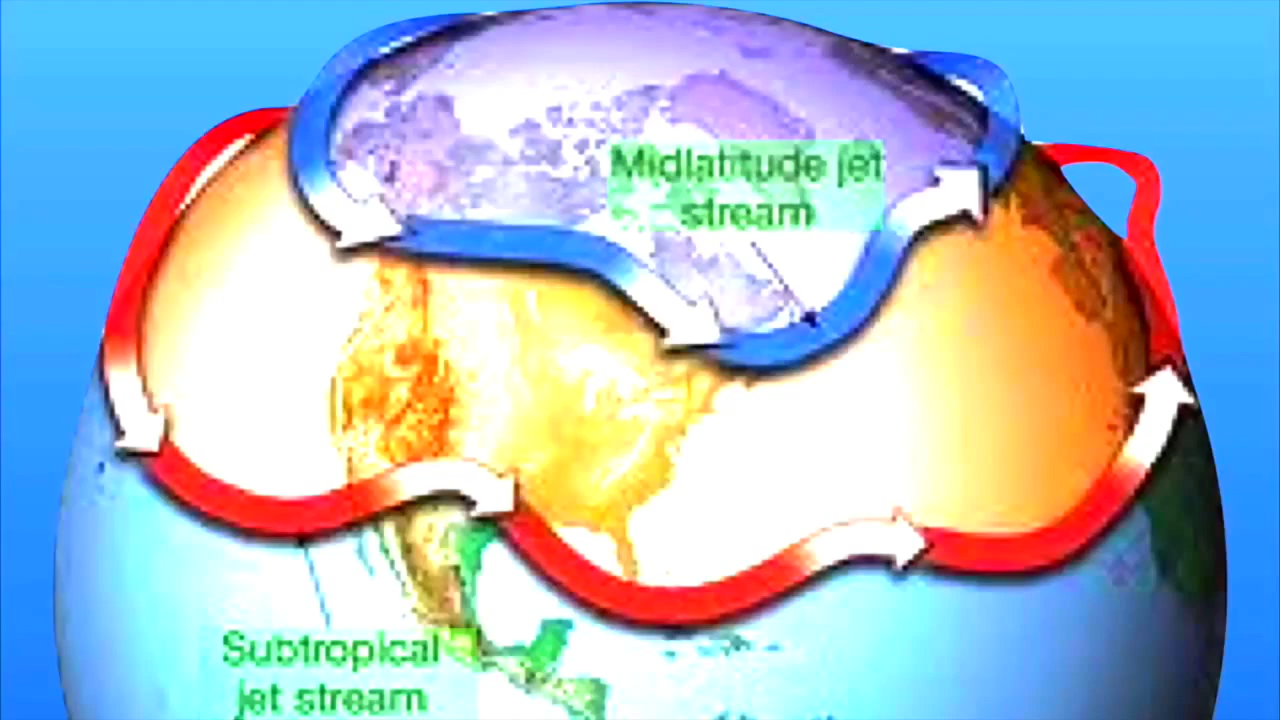 Midlatitude jet
stream
Subtropical
jet stream